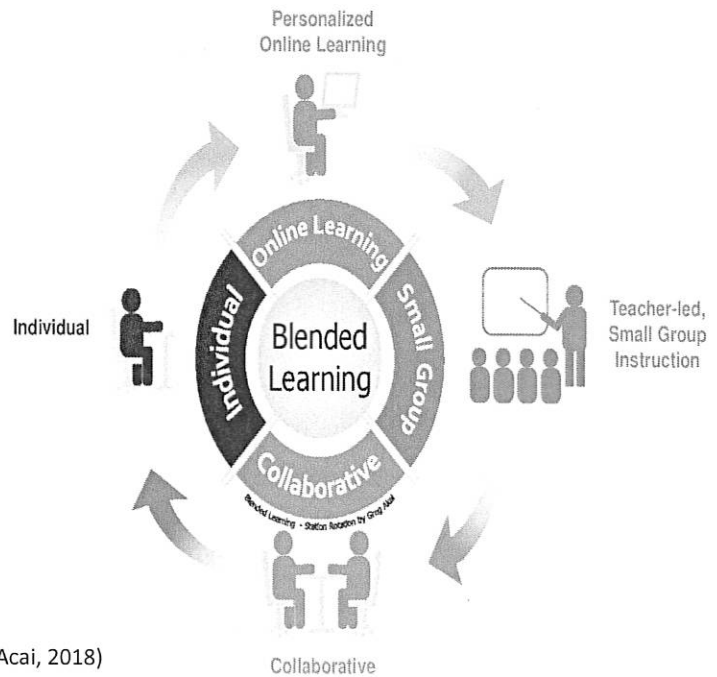 Personalized
Online Learning
Online Learning
Individual
Individual
Blended
Learning
Small Group
Teacher-led,
Small Group
Instruction
Collaborative
Blended Learning - Station Rotation by Greg
Collaborative
Acai, 2018)